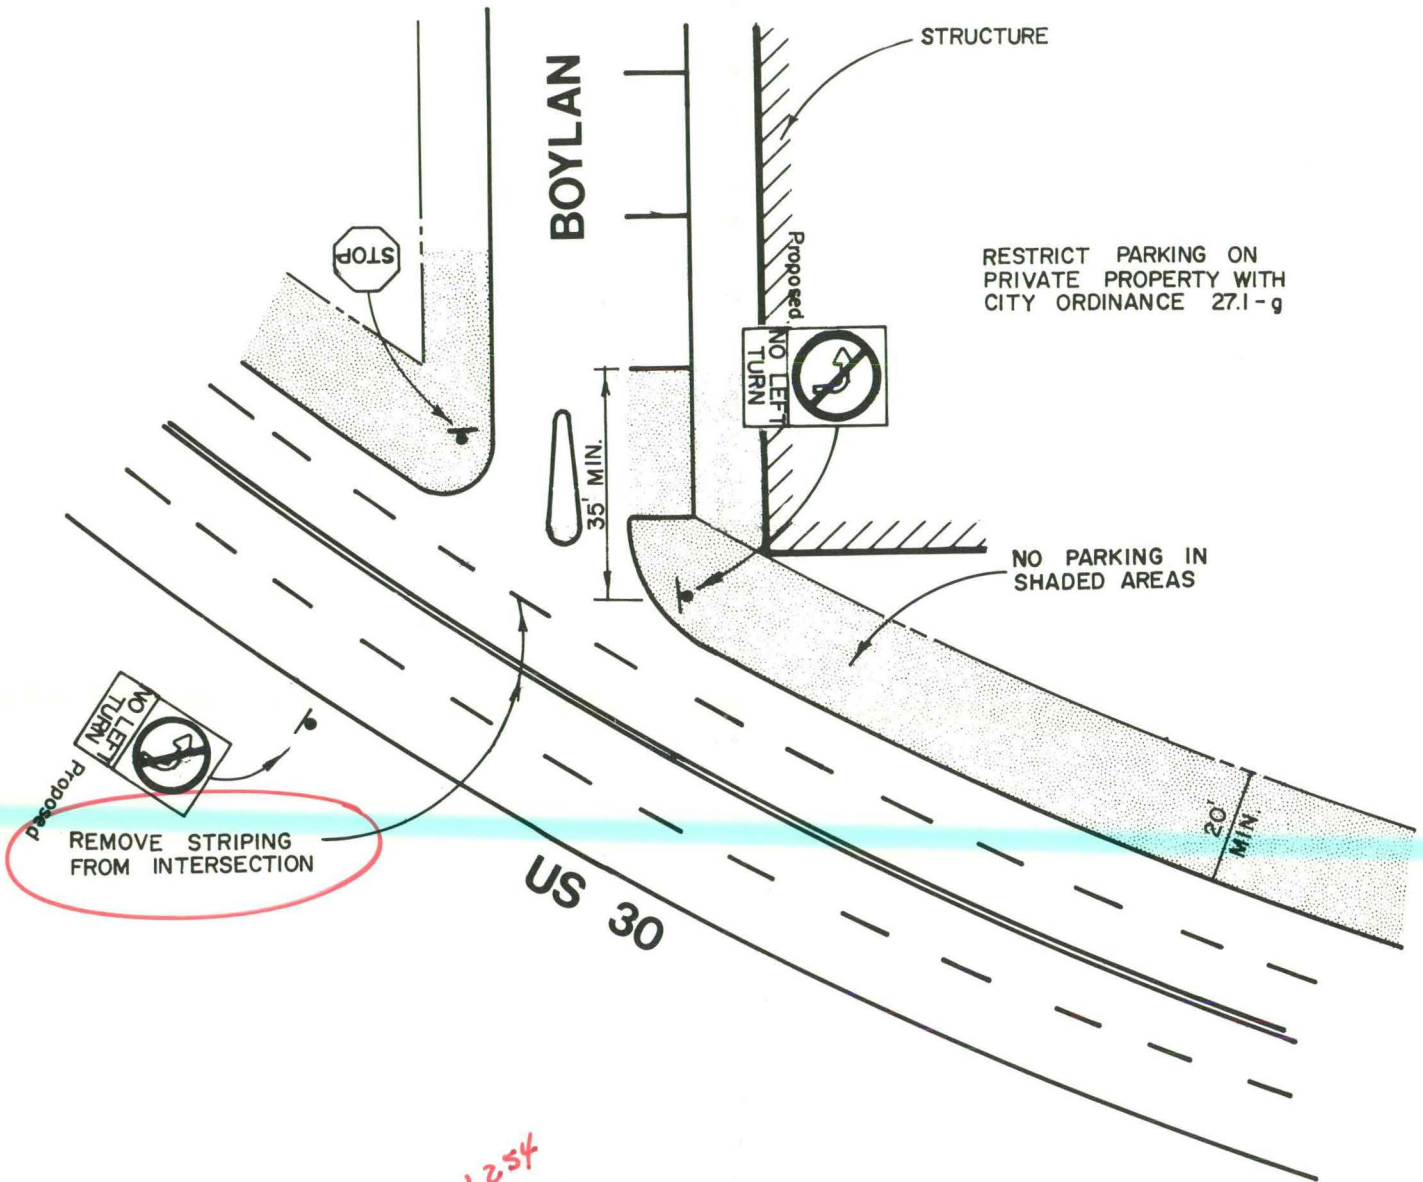 STRUCTURE
BOYLAN
STOP
Proposed
NO LEFT
TURN
RESTRICT PARKING ON
PRIVATE PROPERTY WITH
CITY ORDINANCE 27.1-g
35' MIN.
NO PARKING IN
SHADED AREAS
NO LEFT
TURN
Proposed
REMOVE STRIPING
FROM INTERSECTION
20'
MIN.
US 30
254